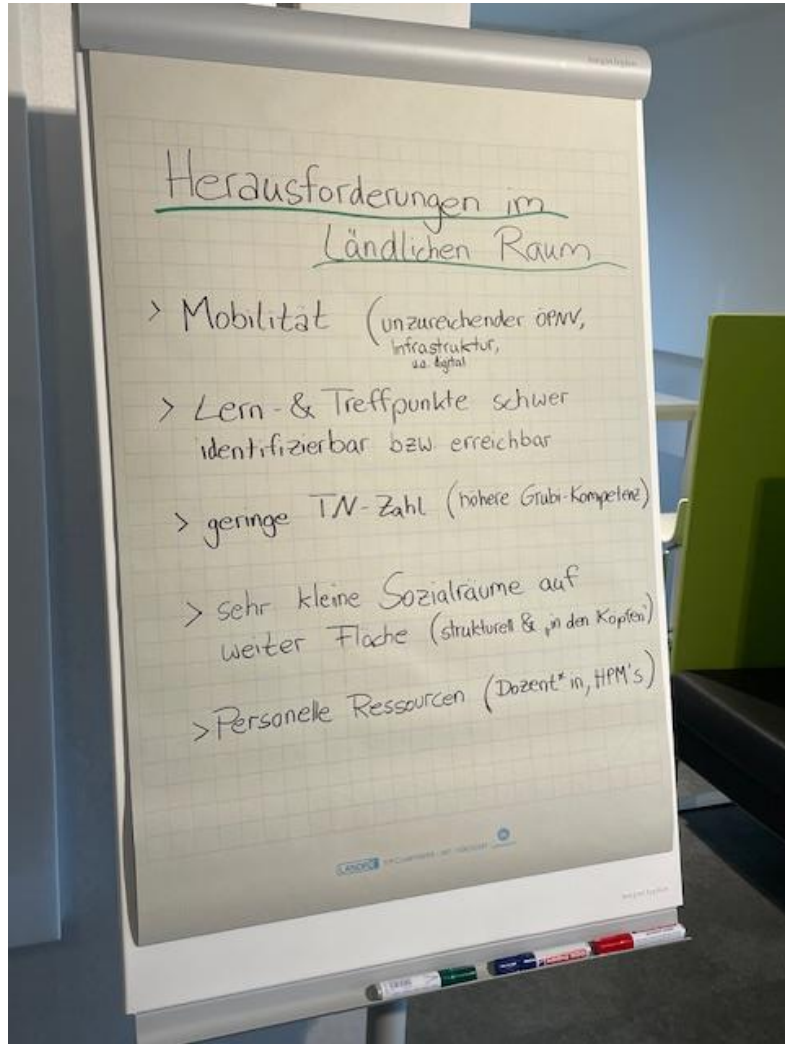 Herausforderungen im
Ländlichen Raum
> Mobilität (unzureichender ÖPNV,
Infrastruktur,
u.a. digital
> Lern- & Treffpunkte schwer
identifizierbar bzw. erreichbar
> geringe TN-Zahl (höhere Grubi-Kompetenz)
> sehr kleine Sozialräume auf
weiter Fläche (strukturell & „in den Köpfen“)
> Personelle Ressourcen (Dozent*in, HPM's)
LANDRÉ